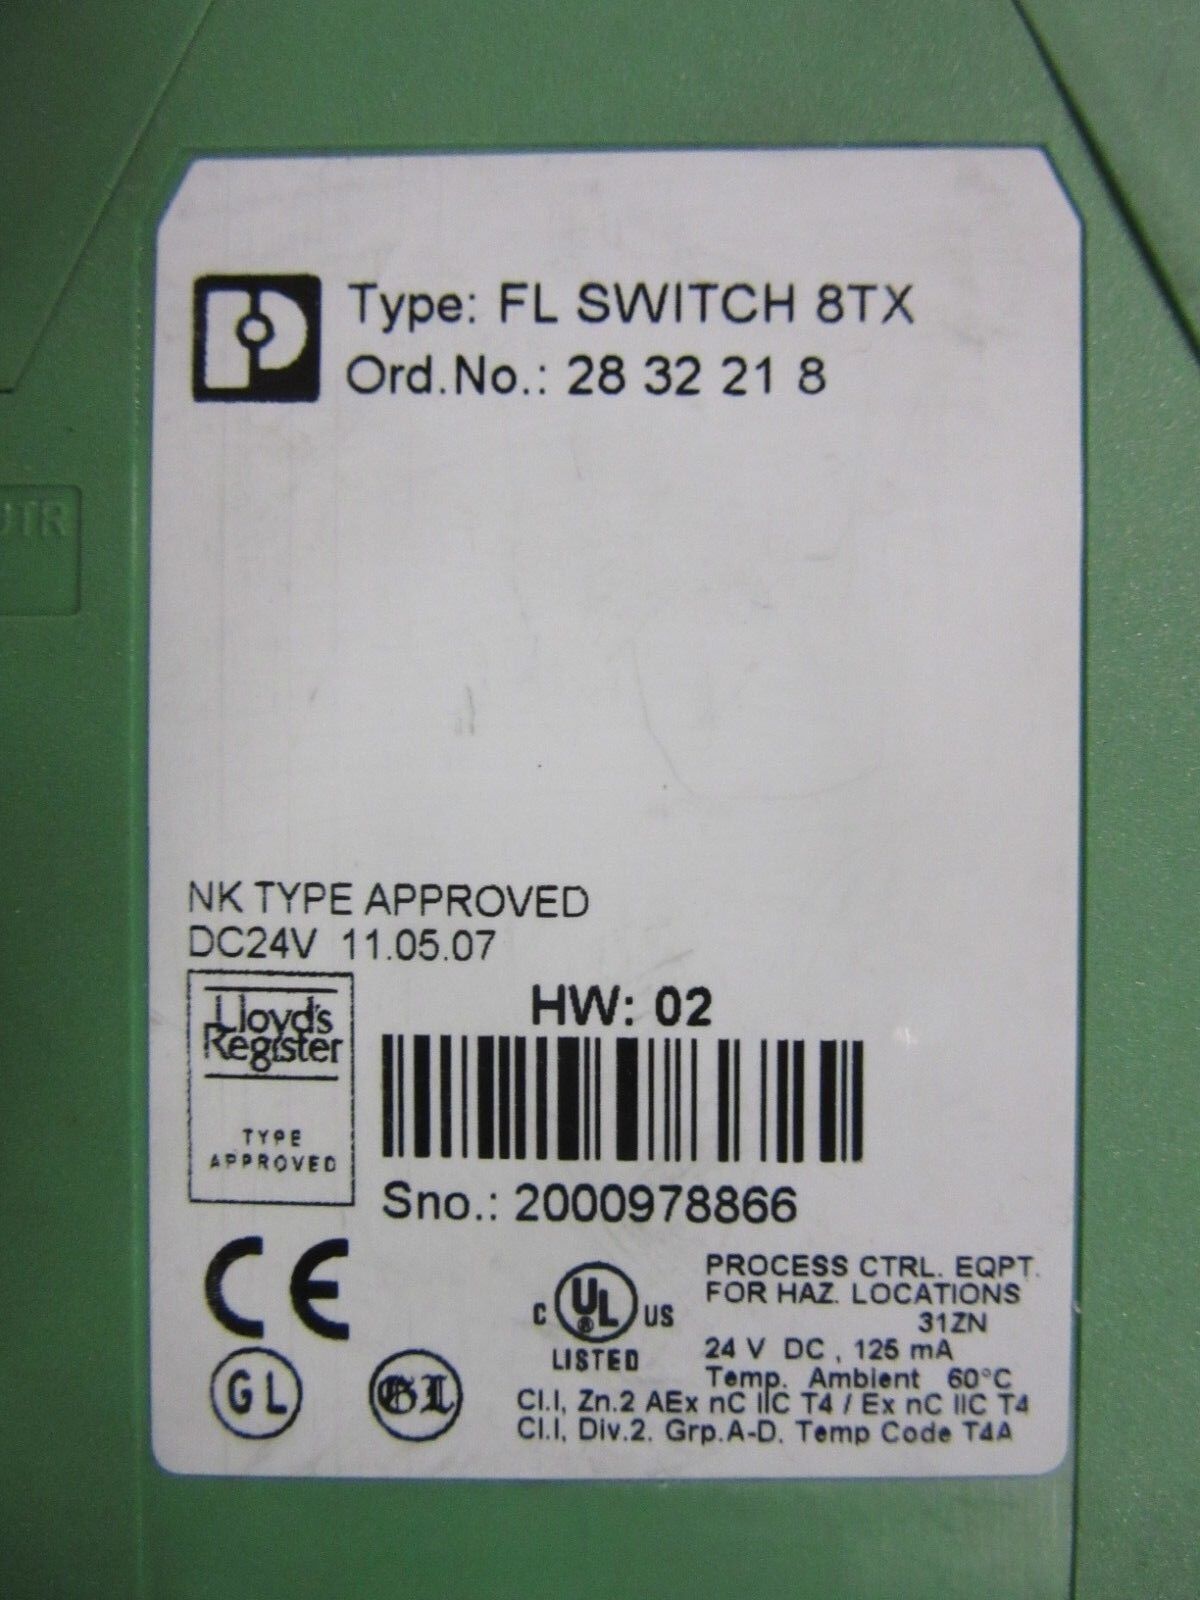 Type: FL SWITCH 8TX
Ord.No.: 28 32 21 8
UTR
NK TYPE APPROVED
DC24V 11.05.07
Lloyd's
Register
TYPE
APPROVED
HW: 02
Sno.: 2000978866
CE
C UL ® US
LISTED
PROCESS CTRL. EQPT.
FOR HAZ. LOCATIONS
31ZN
24 V DC , 125 mA
Temp. Ambient 60°C
GL
GL
Cl.I, Zn.2 AEx nC IIC T4 / Ex nC IIC T4
Cl.I, Div.2. Grp.A-D. Temp Code T4A